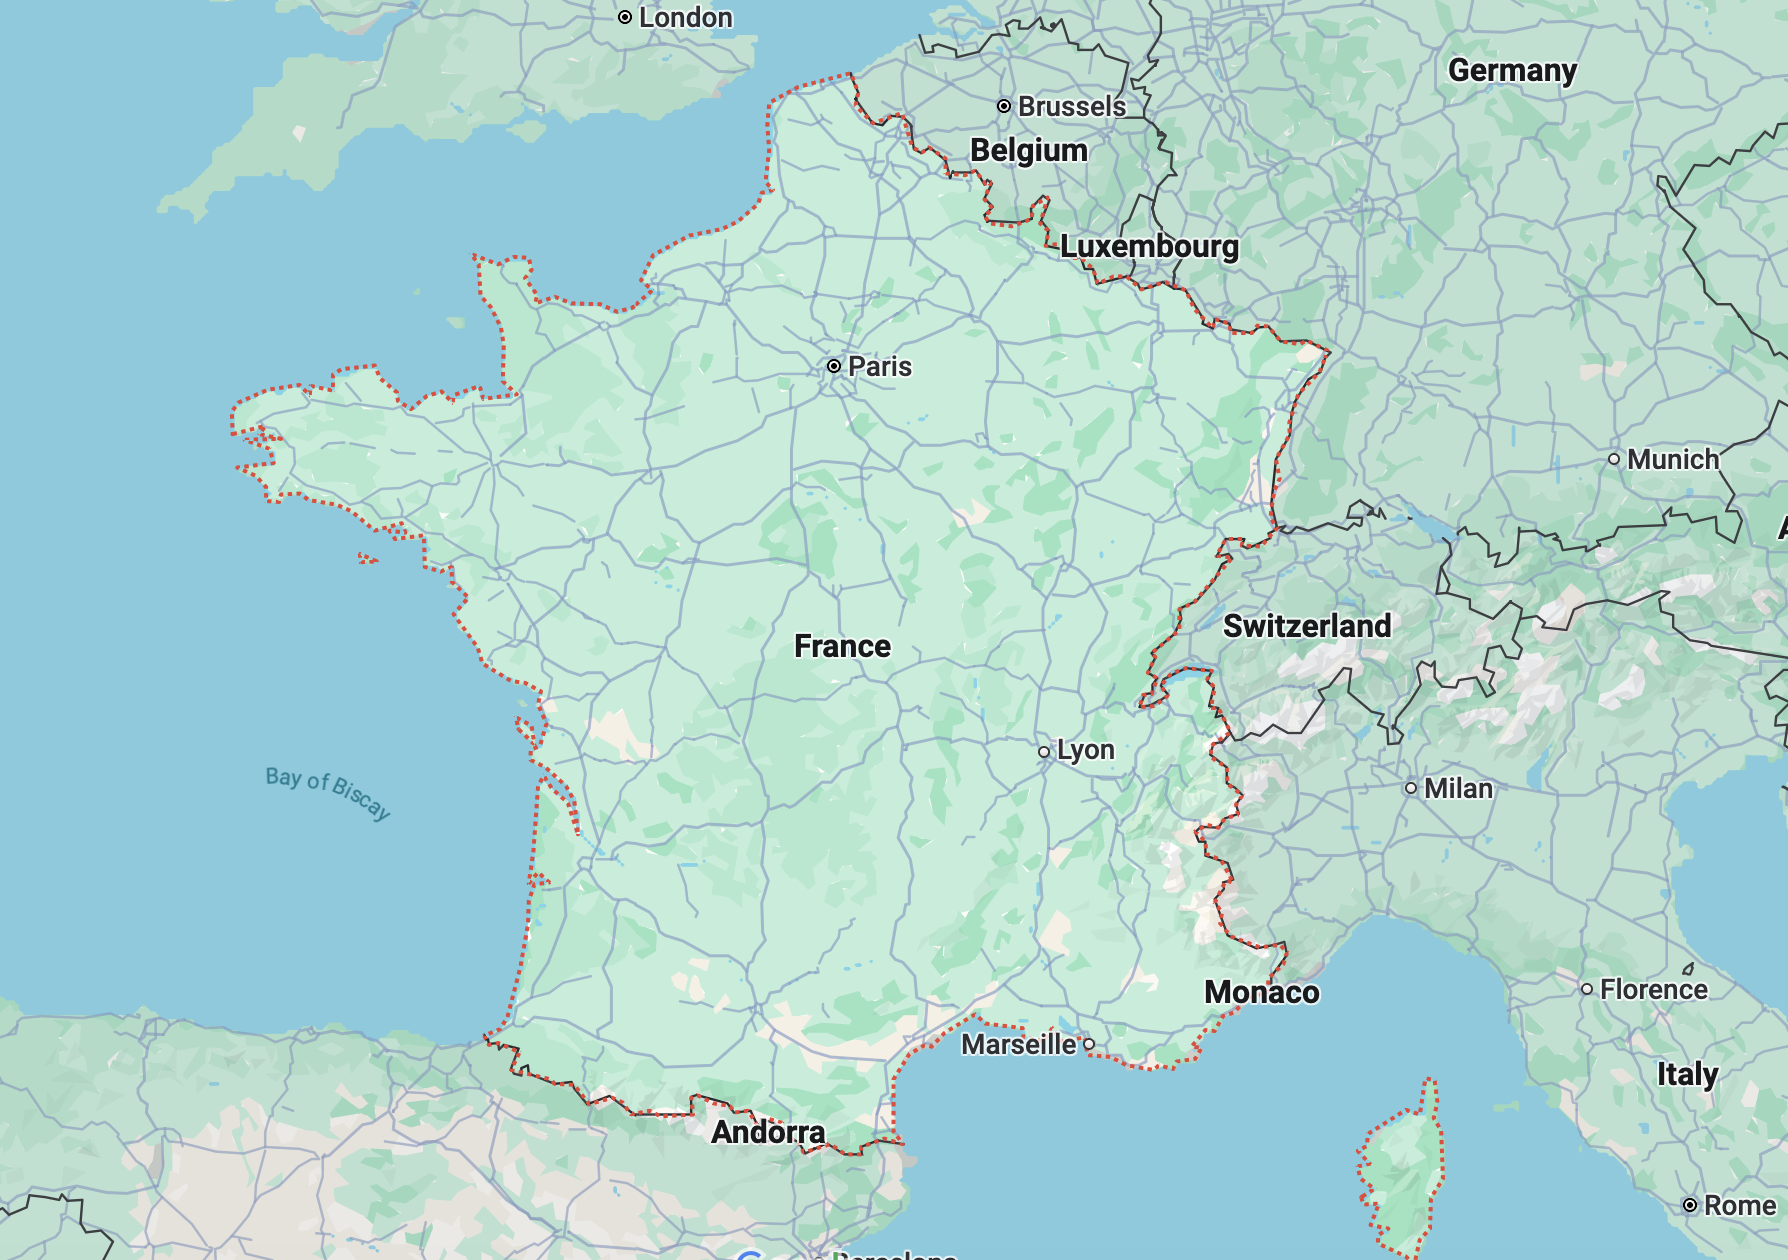 London
Germany
Brussels
Belgium
Luxembourg
Paris
Munich
Switzerland
France
Lyon
Bay of Biscay
Milan
Monaco
Florence
Marseille
Italy
Andorra
Rome